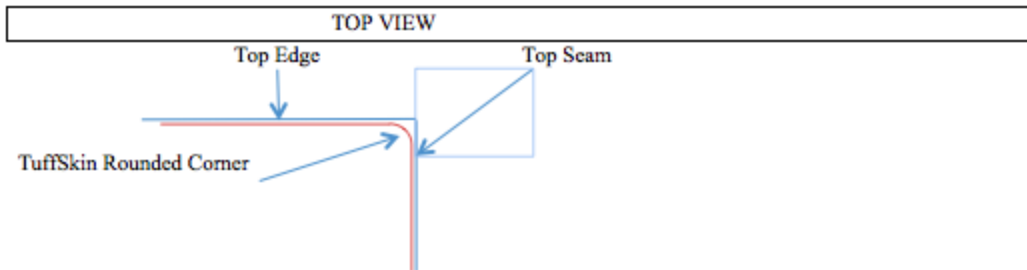 TOP VIEW
Top Edge
Top Seam
TuffSkin Rounded Corner